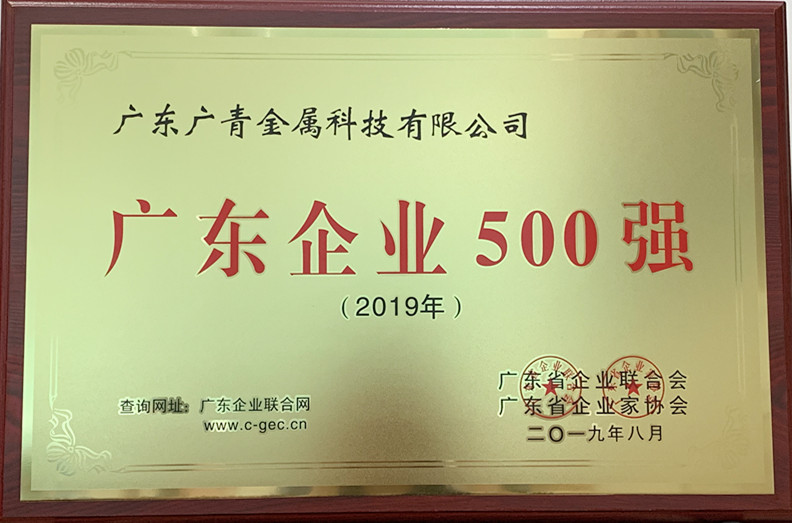 广东广青金属科技有限公司
广东企业500强
（2019年）
查询网址：广东企业联合网
www.c-gec.cn
广东省企业联合会
广东省企业家协会
二〇一九年八月